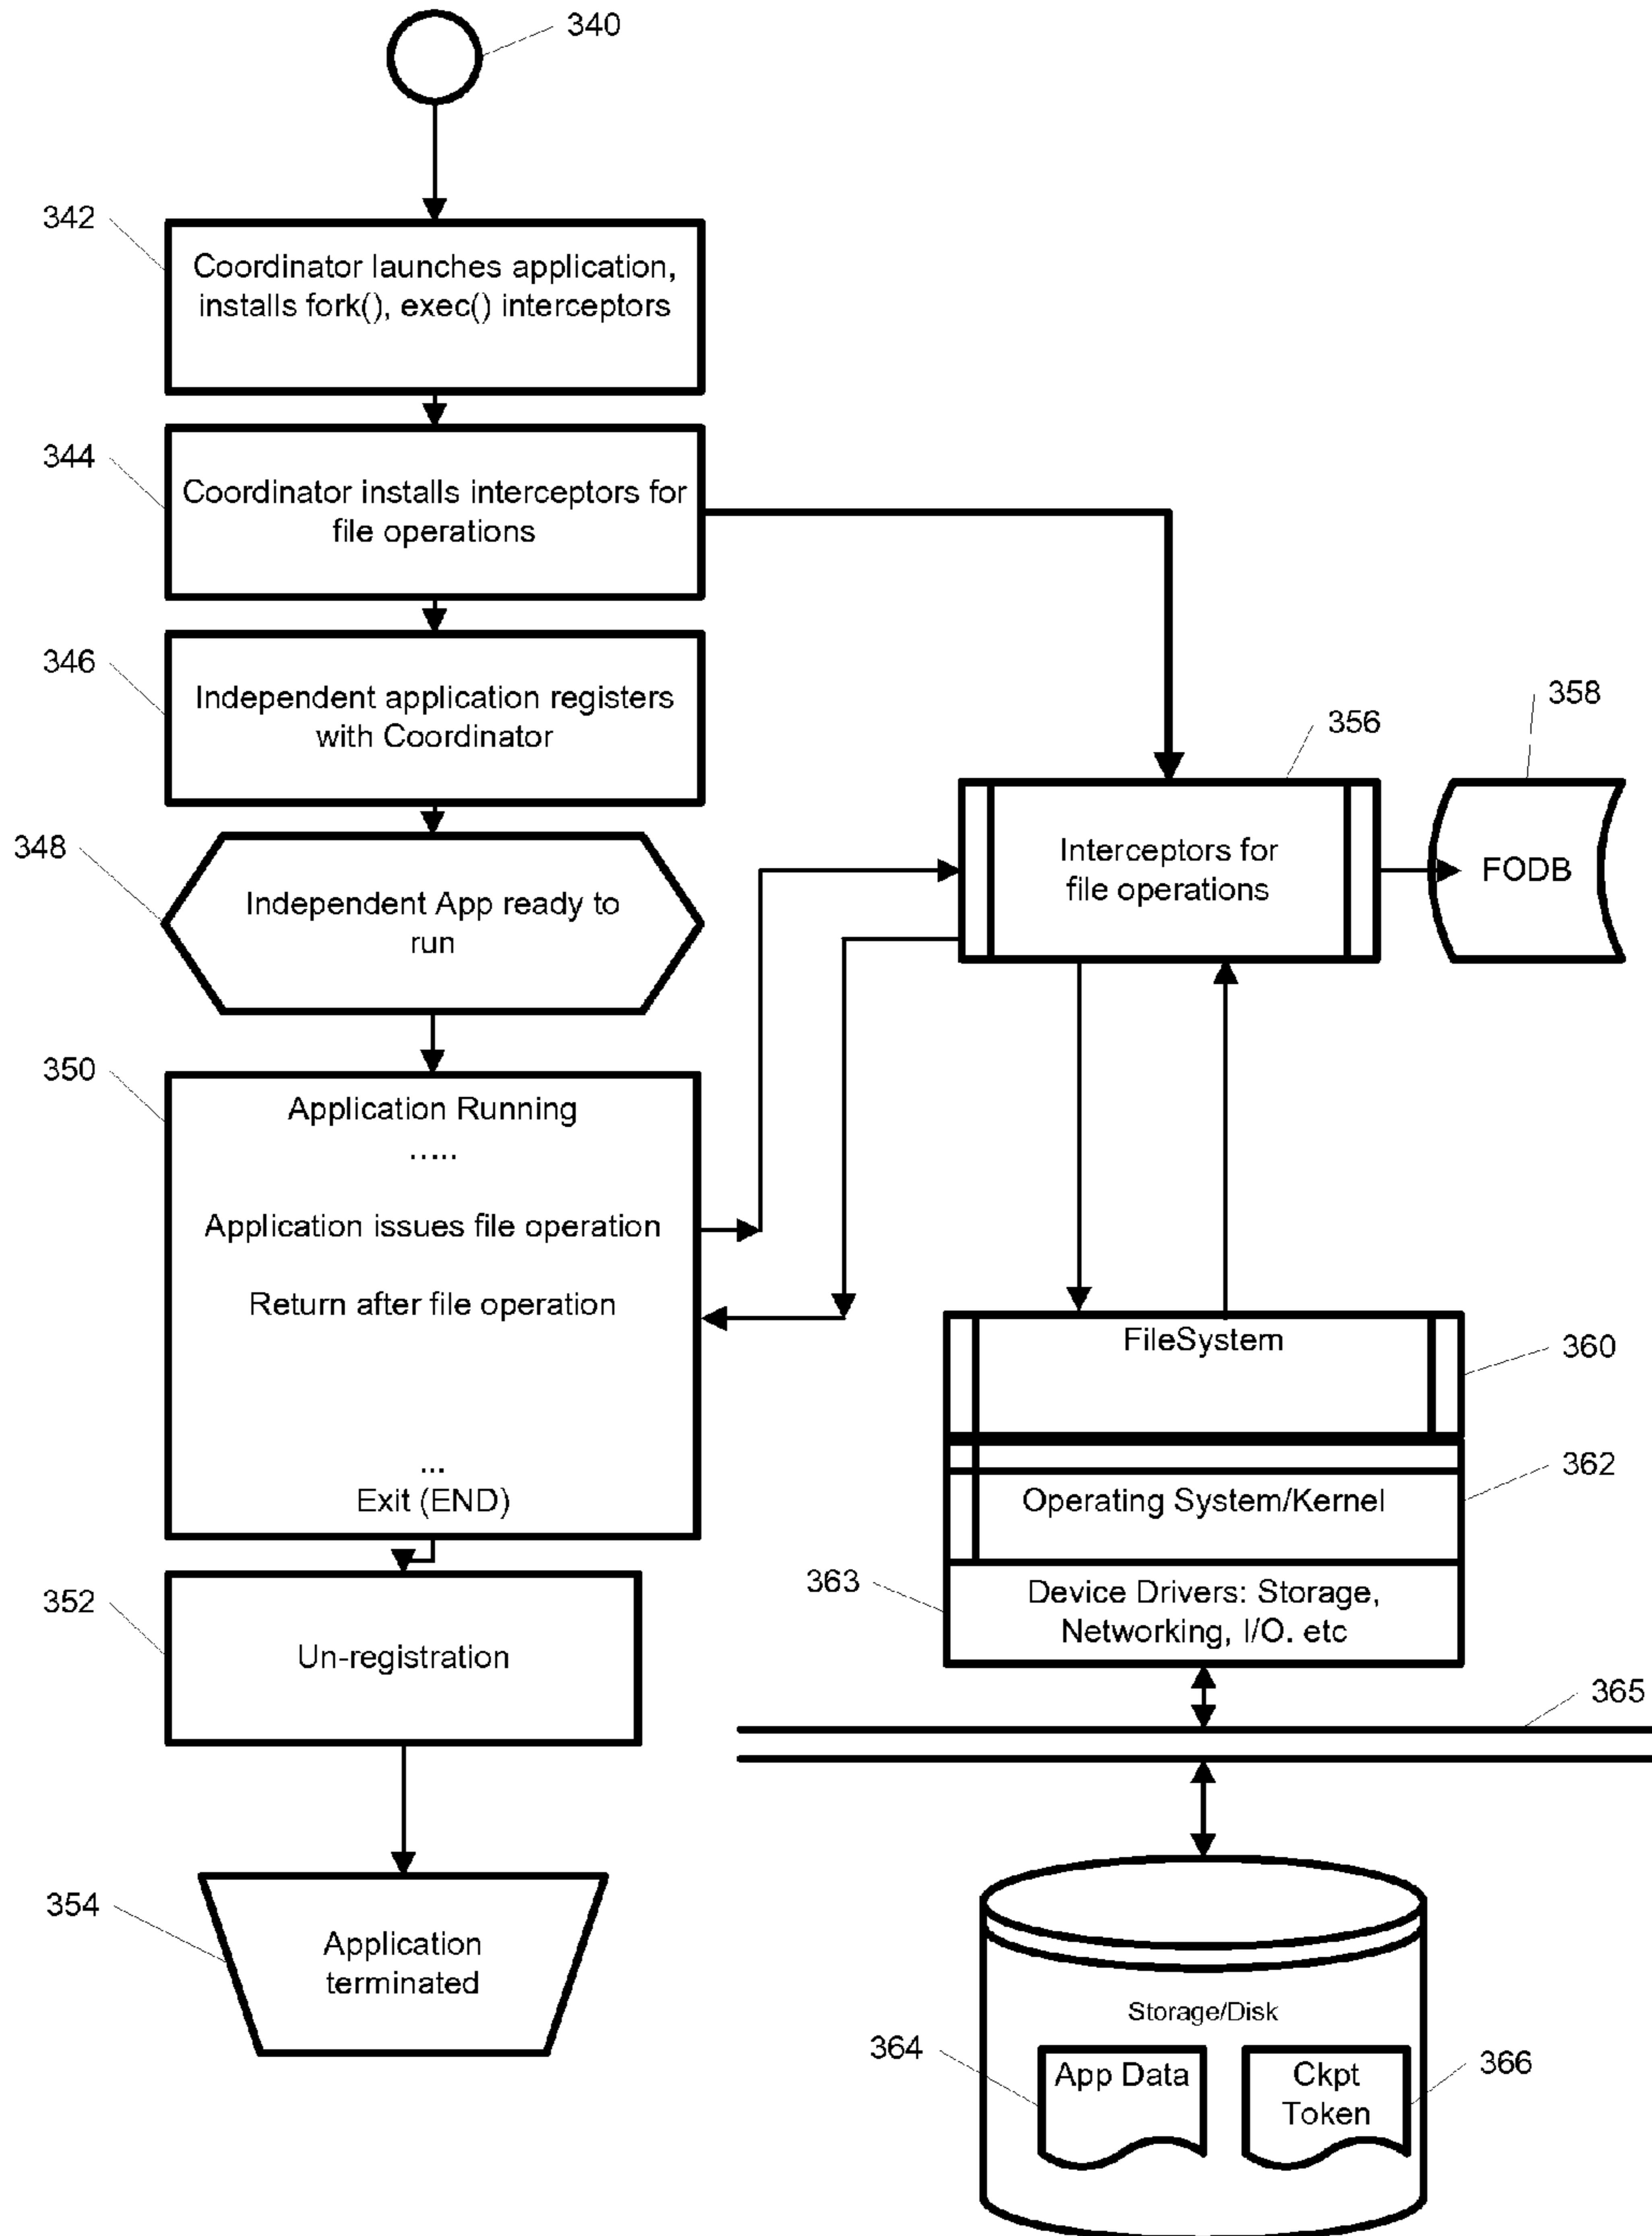 340
342
Coordinator launches application,
installs fork(), exec() interceptors
344
Coordinator installs interceptors for
file operations
346
Independent application registers
with Coordinator
348
Independent App ready to
run
350
Application Running
.....
Application issues file operation
Return after file operation
...
Exit (END)
352
Un-registration
354
Application
terminated
356
Interceptors for
file operations
358
FODB
FileSystem
360
362
Operating System/Kernel
363
Device Drivers: Storage,
Networking, I/O. etc
365
Storage/Disk
364
App Data
Ckpt
Token
366